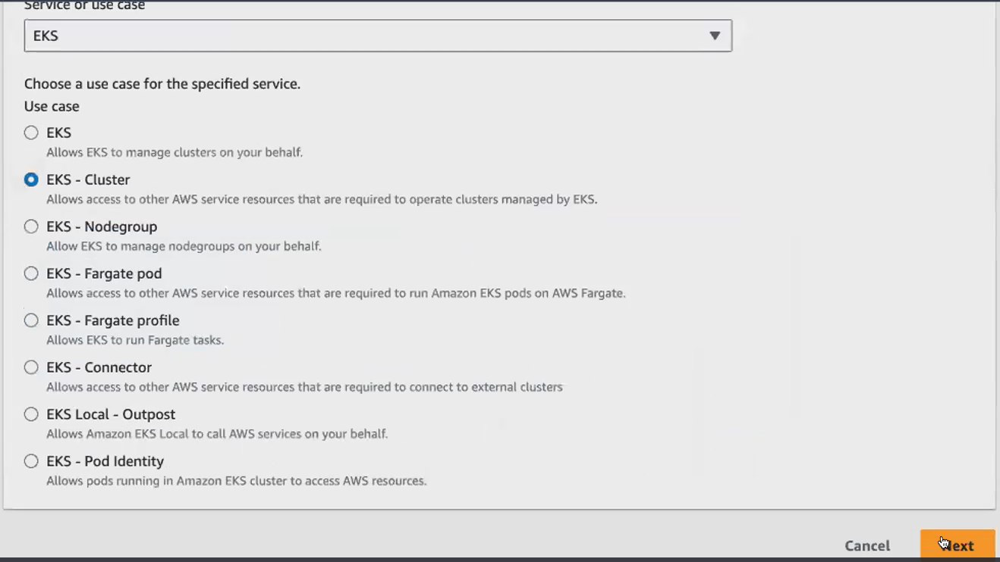 Service or use case
EKS
Choose a use case for the specified service.
Use case
EKS
Allows EKS to manage clusters on your behalf.
EKS - Cluster
Allows access to other AWS service resources that are required to operate clusters managed by EKS.
EKS - Nodegroup
Allow EKS to manage nodegroups on your behalf.
EKS - Fargate pod
Allows access to other AWS service resources that are required to run Amazon EKS pods on AWS Fargate.
EKS - Fargate profile
Allows EKS to run Fargate tasks.
EKS - Connector
Allows access to other AWS service resources that are required to connect to external clusters
EKS Local - Outpost
Allows Amazon EKS Local to call AWS services on your behalf.
EKS - Pod Identity
Allows pods running in Amazon EKS cluster to access AWS resources.
Cancel
Next